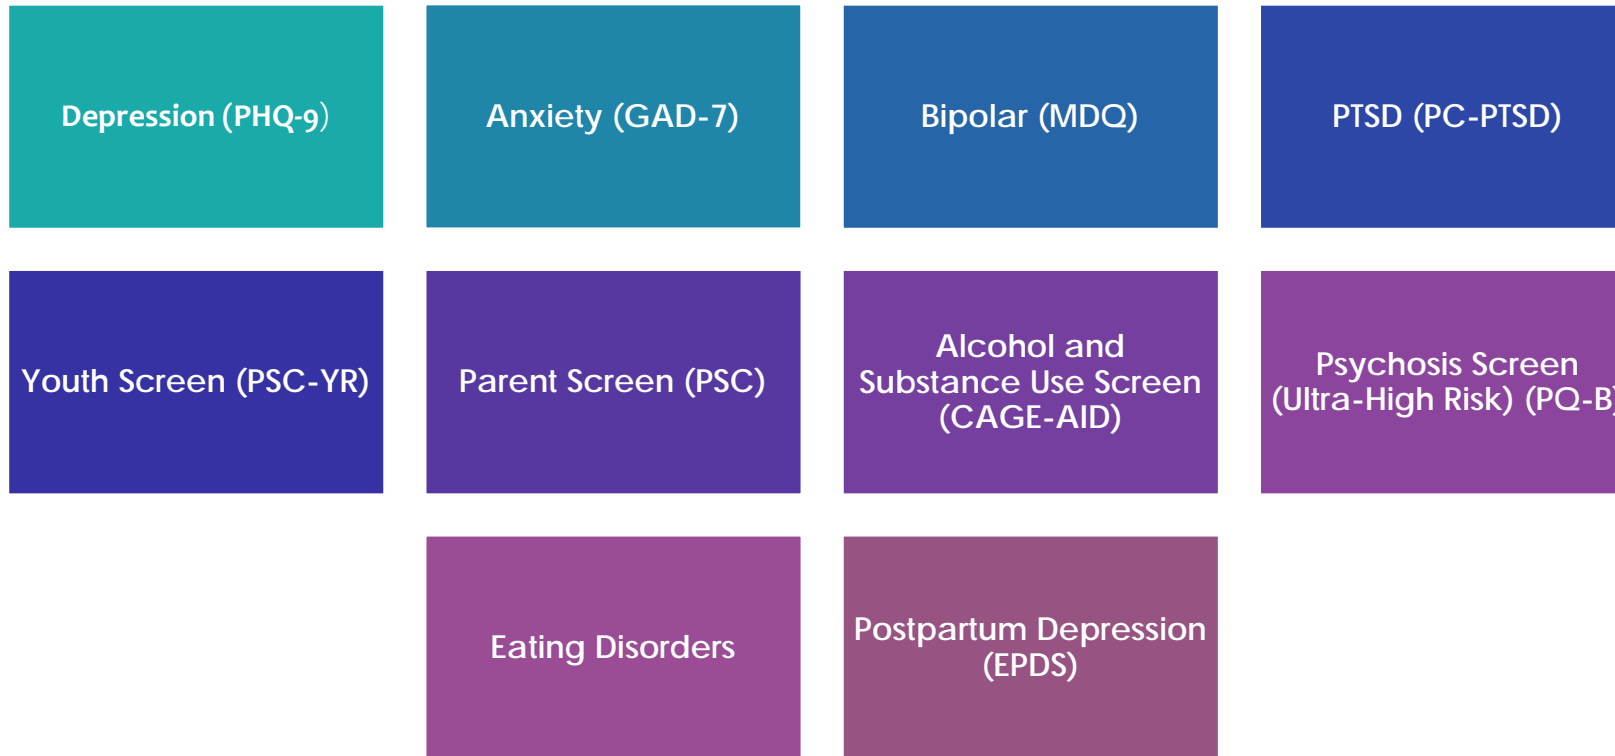 Depression (PHQ-9)
Anxiety (GAD-7)
Bipolar (MDQ)
PTSD (PC-PTSD)
Youth Screen (PSC-YR)
Parent Screen (PSC)
Alcohol and
Substance Use Screen
(CAGE-AID)
Psychosis Screen
(Ultra-High Risk) (PQ-B)
Eating Disorders
Postpartum Depression
(EPDS)